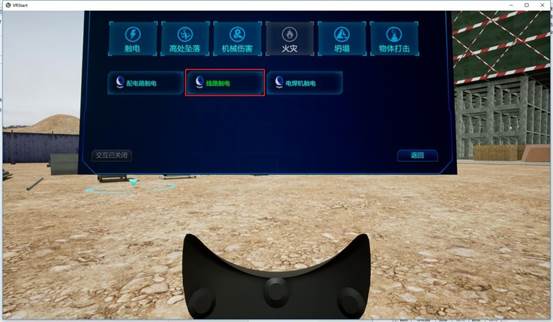 VRStart
触电
高处坠落
机械伤害
火灾
坍塌
物体打击
配电箱触电
线路触电
电焊机触电
交互已关闭
返回